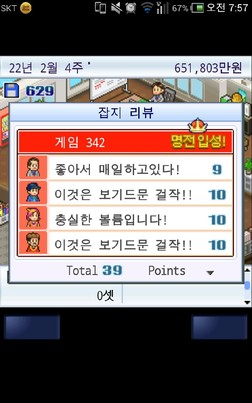 SKT 67% 오전 7:57
22년 2월 4주 651,803만원
629
잡지 리뷰
게임 342 명전입성!
좋아서 매일하고있다! 9
이것은 보기드문 걸작!! 10
충실한 볼륨입니다! 10
이것은 보기드문 걸작!! 10
Total 39 Points
0셋